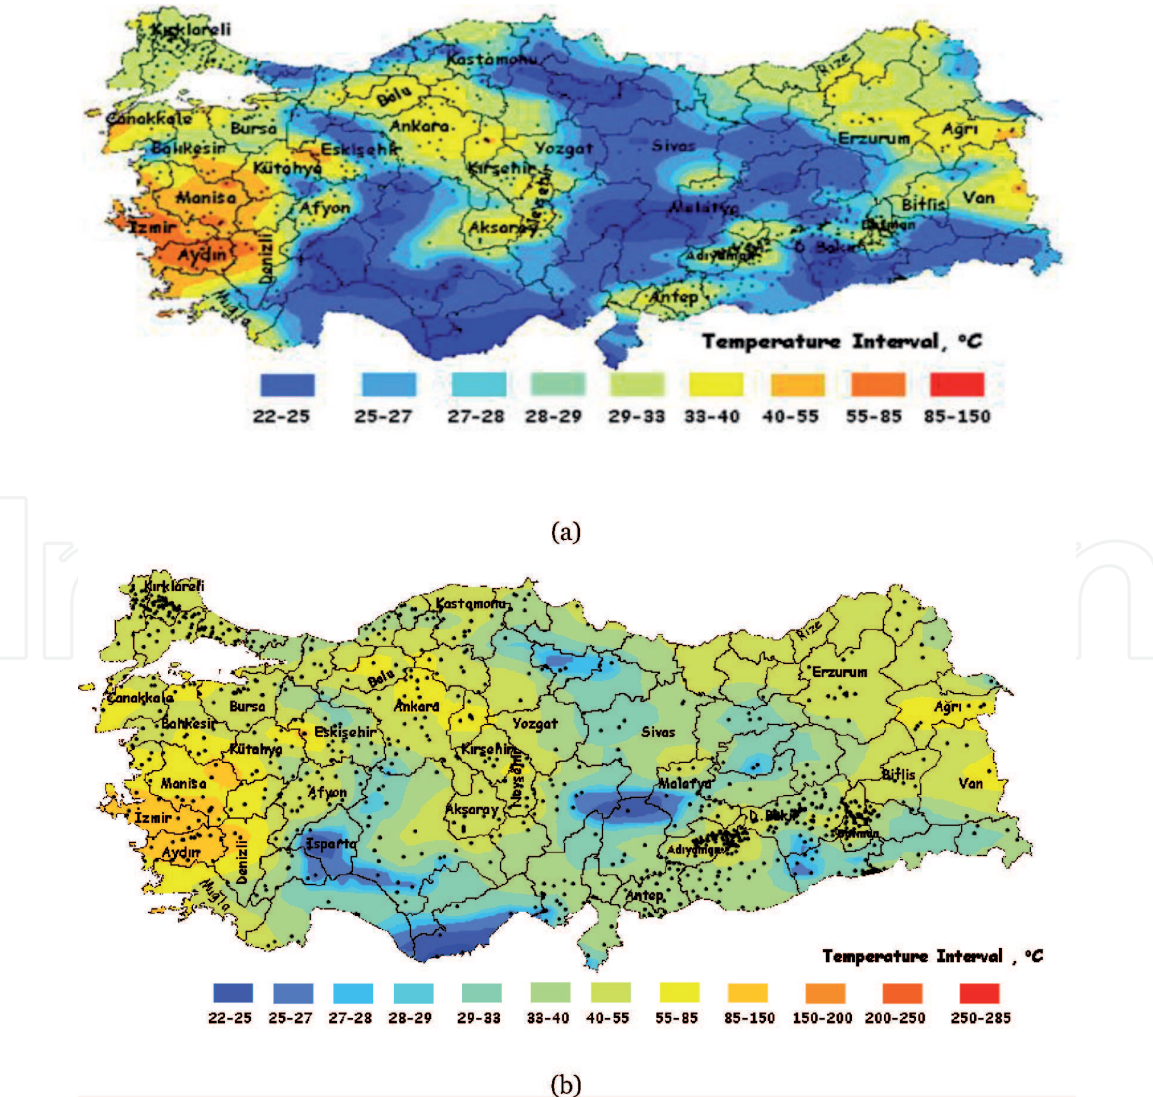 Kırklareli
Kastamonu
Rize
Bolu
Çanakkale
Bursa
Ankara
Erzurum
Ağrı
Balıkesir
Eskişehir
Yozgat
Sivas
Kütahya
Kırşehir
Manisa
Afyon
Nevşehir
Malatya
Bitlis
Van
İzmir
Aksaray
Batman
Aydın
Denizli
Adıyaman
D. Bakır
Muğla
Antep
Temperature Interval, °C
22-25 25-27 27-28 28-29 29-33 33-40 40-55 55-85 85-150
(a)
Kırklareli
Kastamonu
Rize
Bolu
Erzurum
Çanakkale
Bursa
Ankara
Ağrı
Balıkesir
Eskişehir
Yozgat
Sivas
Kütahya
Kırşehir
Manisa
Afyon
Nevşehir
Malatya
Bitlis
Van
İzmir
Aksaray
D. Bakır
Batman
Aydın
Denizli
Isparta
Adıyaman
Muğla
Antep
Temperature Interval , °C
22-25 25-27 27-28 28-29 29-33 33-40 40-55 55-85 85-150 150-200 200-250 250-285
(b)